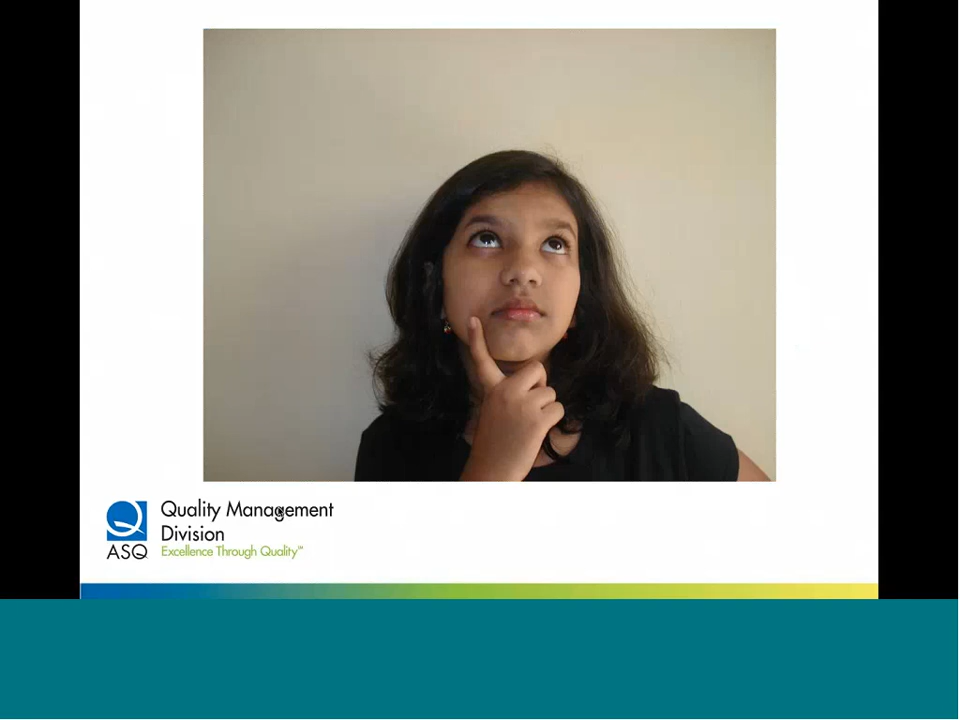 Quality Management
Division
ASQ
Excellence Through Quality℠